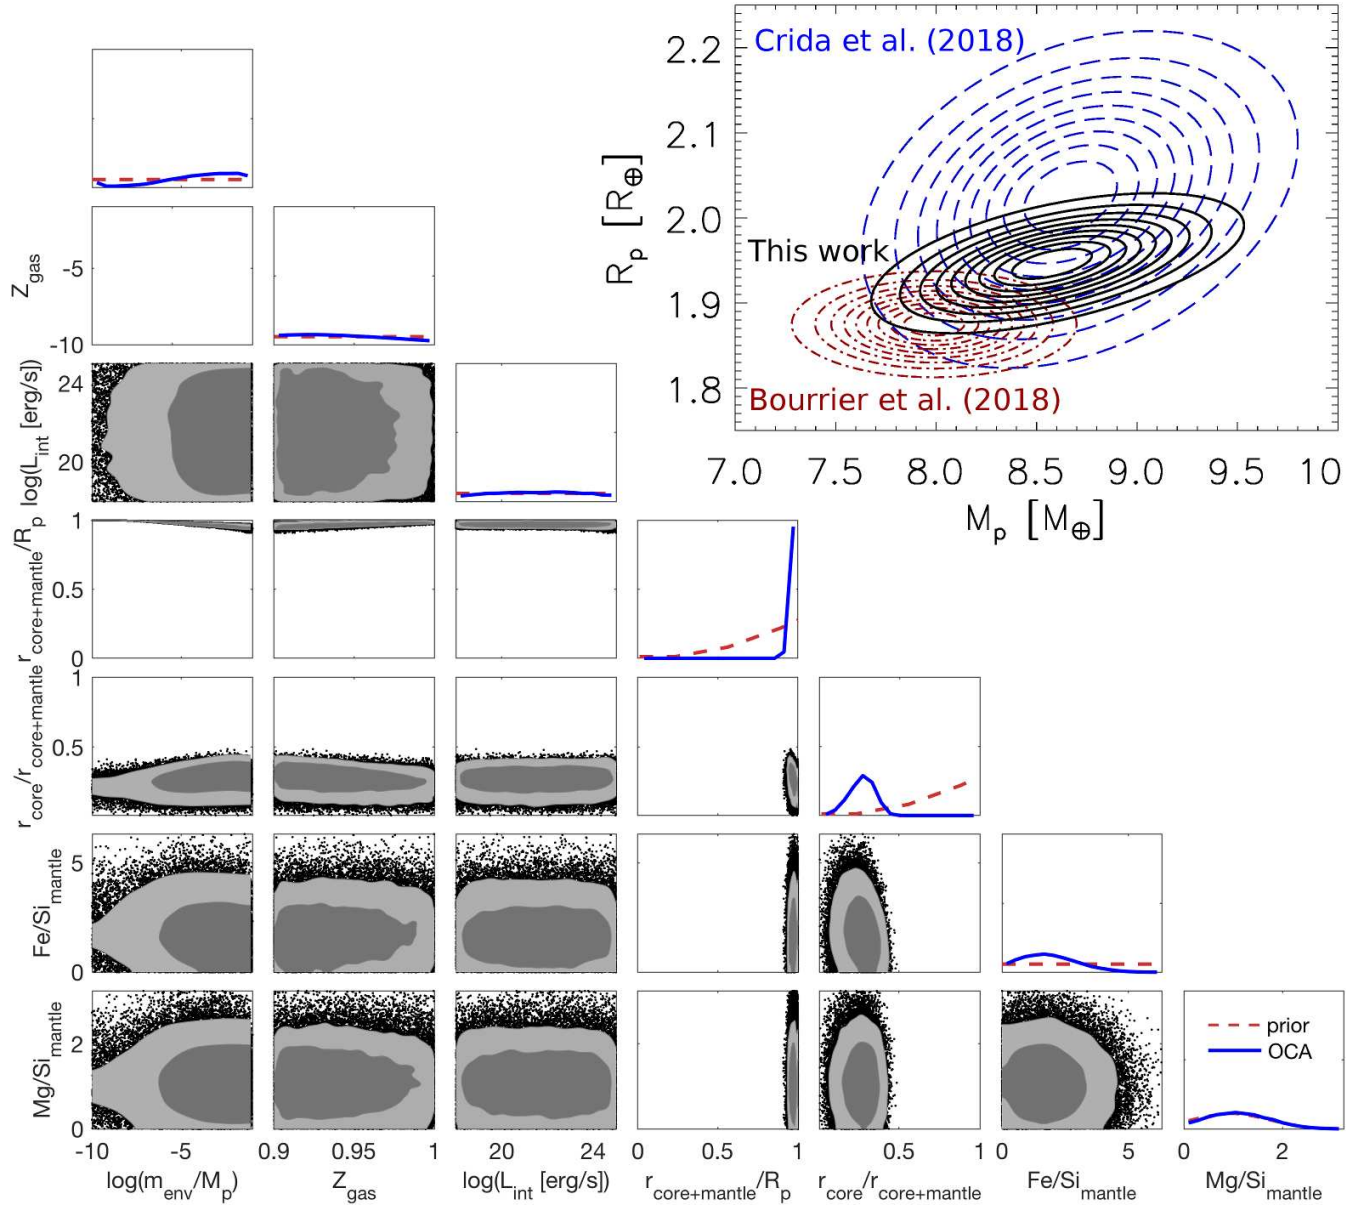 Crida et al. (2018)
2.2
2.1
2.0
1.9
1.8
R_p [R_⊕]
This work
Bourrier et al. (2018)
7.0 7.5 8.0 8.5 9.0 9.5 10
M_p [M_⊕]
Z_gas
-5
-10
log(L_int [erg/s])
24
20
r_core+mantle/R_p
1
0.5
0
r_core/r_core+mantle
1
0.5
Fe/Si_mantle
5
0
Mg/Si_mantle
2
0
prior
OCA
-10 -5 0.9 0.95 1 20 24 0 0.5 1 0 0.5 1 0 5 0 2
log(m_env/M_p) Z_gas log(L_int [erg/s]) r_core+mantle/R_p r_core/r_core+mantle Fe/Si_mantle Mg/Si_mantle